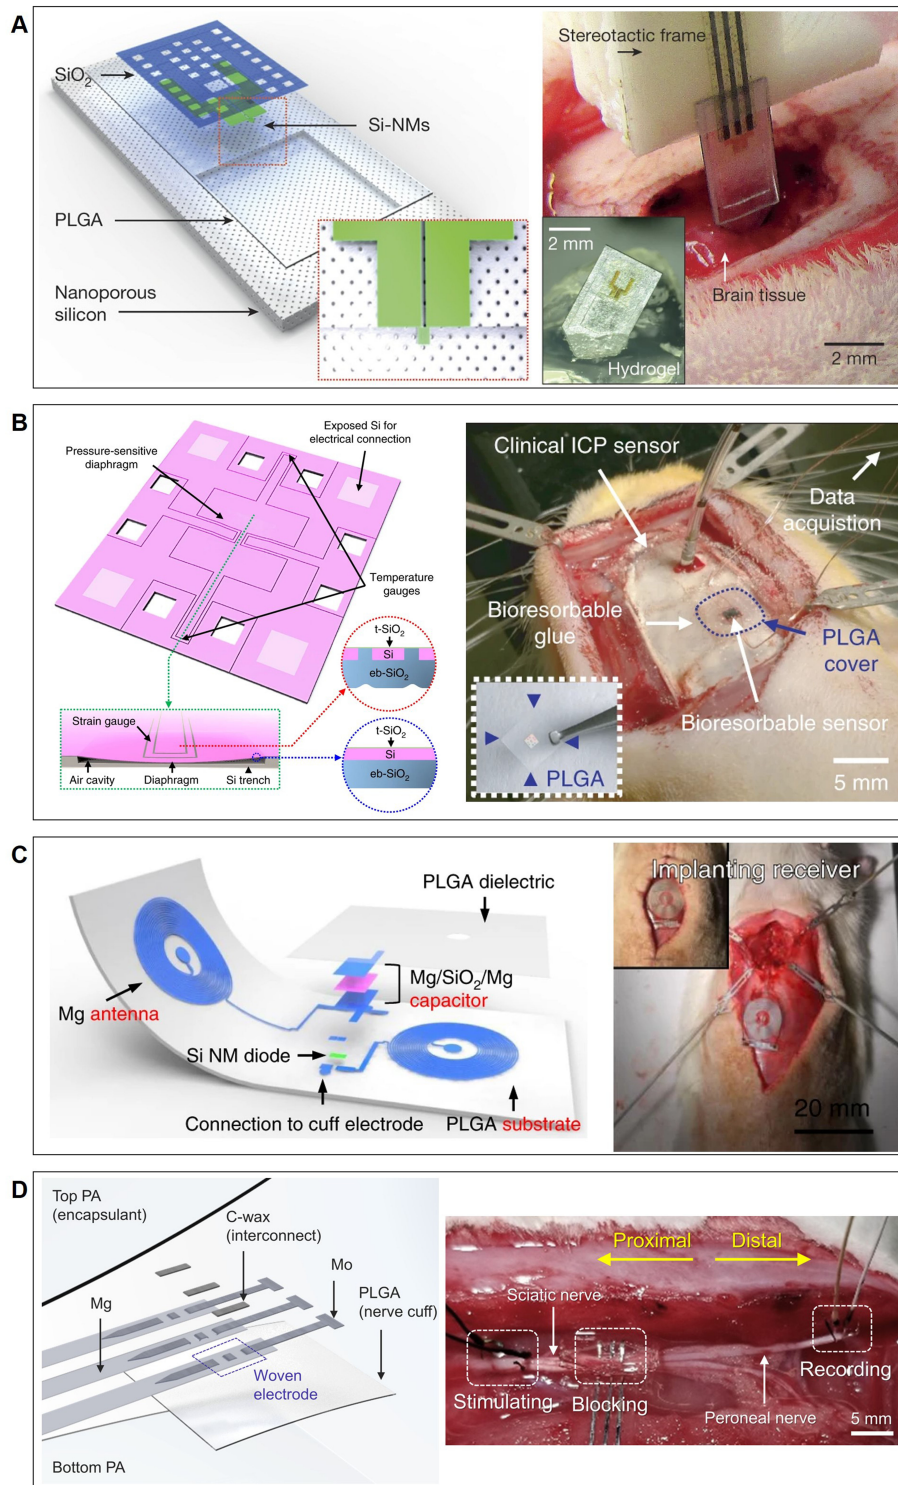 A
SiO2
Si-NMs
PLGA
Nanoporous
silicon
Stereotactic frame
2 mm
Brain tissue
Hydrogel
2 mm
B
Exposed Si for
electrical connection
Pressure-sensitive
diaphragm
Temperature
gauges
t-SiO2
Si
eb-SiO2
Strain gauge
t-SiO2
Si
eb-SiO2
Air cavity
Diaphragm
Si trench
Clinical ICP sensor
Data
acquistion
Bioresorbable
glue
PLGA
cover
Bioresorbable sensor
PLGA
5 mm
C
PLGA dielectric
Mg/SiO2/Mg
capacitor
Mg antenna
Si NM diode
Connection to cuff electrode
PLGA substrate
Implanting receiver
20 mm
D
Top PA
(encapsulant)
C-wax
(interconnect)
Mo
Mg
PLGA
(nerve cuff)
Woven
electrode
Bottom PA
Proximal
Distal
Sciatic nerve
Recording
Stimulating
Blocking
Peroneal nerve
5 mm